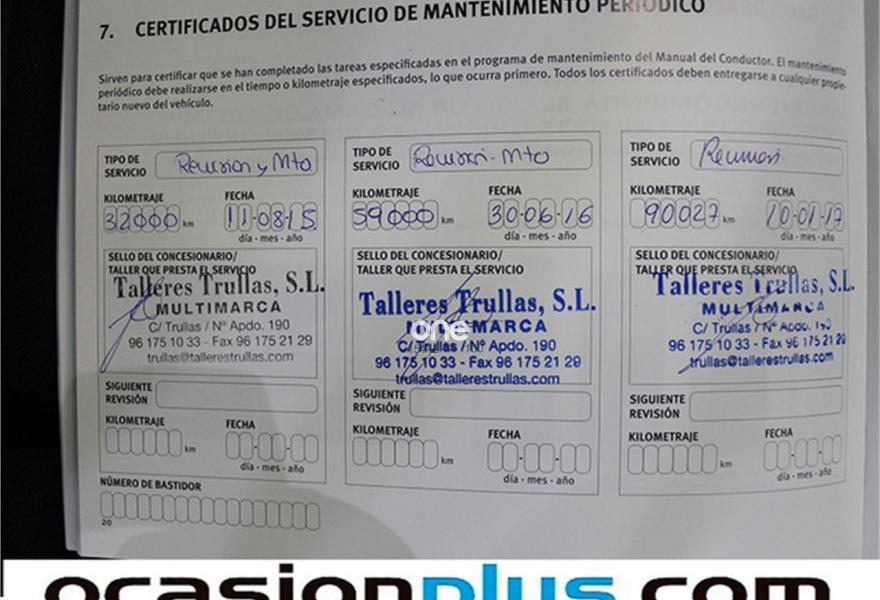 7. CERTIFICADOS DEL SERVICIO DE MANTENIMIENTO PERIÓDICO
Sirven para certificar que se han completado las tareas especificadas en el programa de mantenimiento del Manual del Conductor. El mantenimiento
periódico debe realizarse en el tiempo o kilometraje especificados, lo que ocurra primero. Todos los certificados deben entregarse a cualquier propie-
tario nuevo del vehículo.
TIPO DE SERVICIO Revision y Mto
KILOMETRAJE FECHA
32000 km 11-08-15
día - mes - año
SELLO DEL CONCESIONARIO/
TALLER QUE PRESTA EL SERVICIO
Talleres Trullas, S.L.
MULTIMARCA
C/ Trullas / Nº Apdo. 190
96 175 10 33 - Fax 96 175 21 29
trullas@tallerestrullas.com
SIGUIENTE
REVISIÓN
KILOMETRAJE FECHA
km
día - mes - año
NÚMERO DE BASTIDOR
20
TIPO DE SERVICIO Revision - Mto
KILOMETRAJE FECHA
59000 km 30-06-16
día - mes - año
SELLO DEL CONCESIONARIO/
TALLER QUE PRESTA EL SERVICIO
Talleres Trullas, S.L.
MULTIMARCA
one
C/ Trullas / Nº Apdo. 190
96 175 10 33 - Fax 96 175 21 29
trullas@tallerestrullas.com
SIGUIENTE
REVISIÓN
KILOMETRAJE FECHA
km
día - mes - año
TIPO DE SERVICIO Revision
KILOMETRAJE FECHA
90027 km 10-01-17
día - mes - año
SELLO DEL CONCESIONARIO/
TALLER QUE PRESTA EL SERVICIO
Talleres Trullas, S.L.
MULTIMARCA
C/ Trullas / Nº Apdo. 190
96 175 10 33 - Fax 96 175 21 29
trullas@tallerestrullas.com
SIGUIENTE
REVISIÓN
KILOMETRAJE FECHA
km
día - mes - año
ocasionplus.com